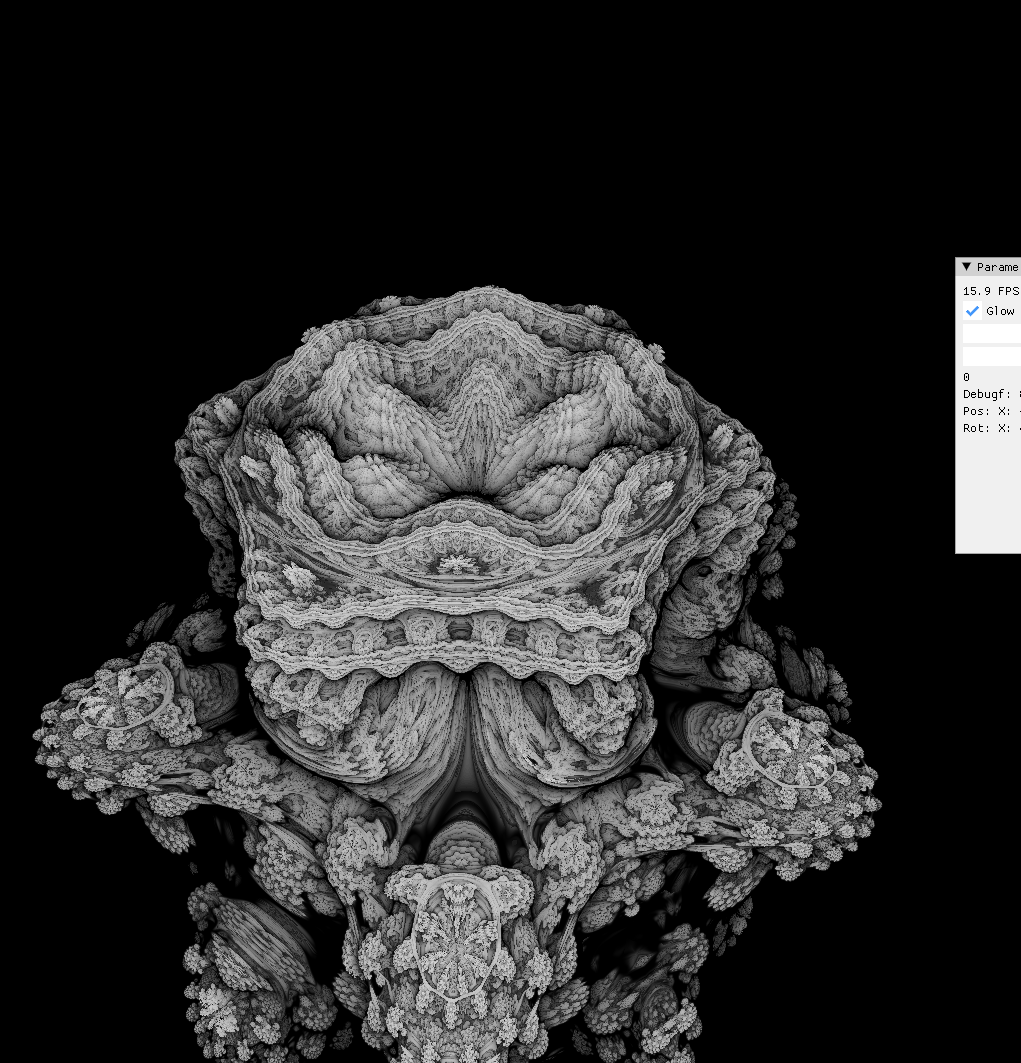 ▼ Parame
15.9 FPS
Glow
0
Debugf:
Pos: X: -
Rot: X: